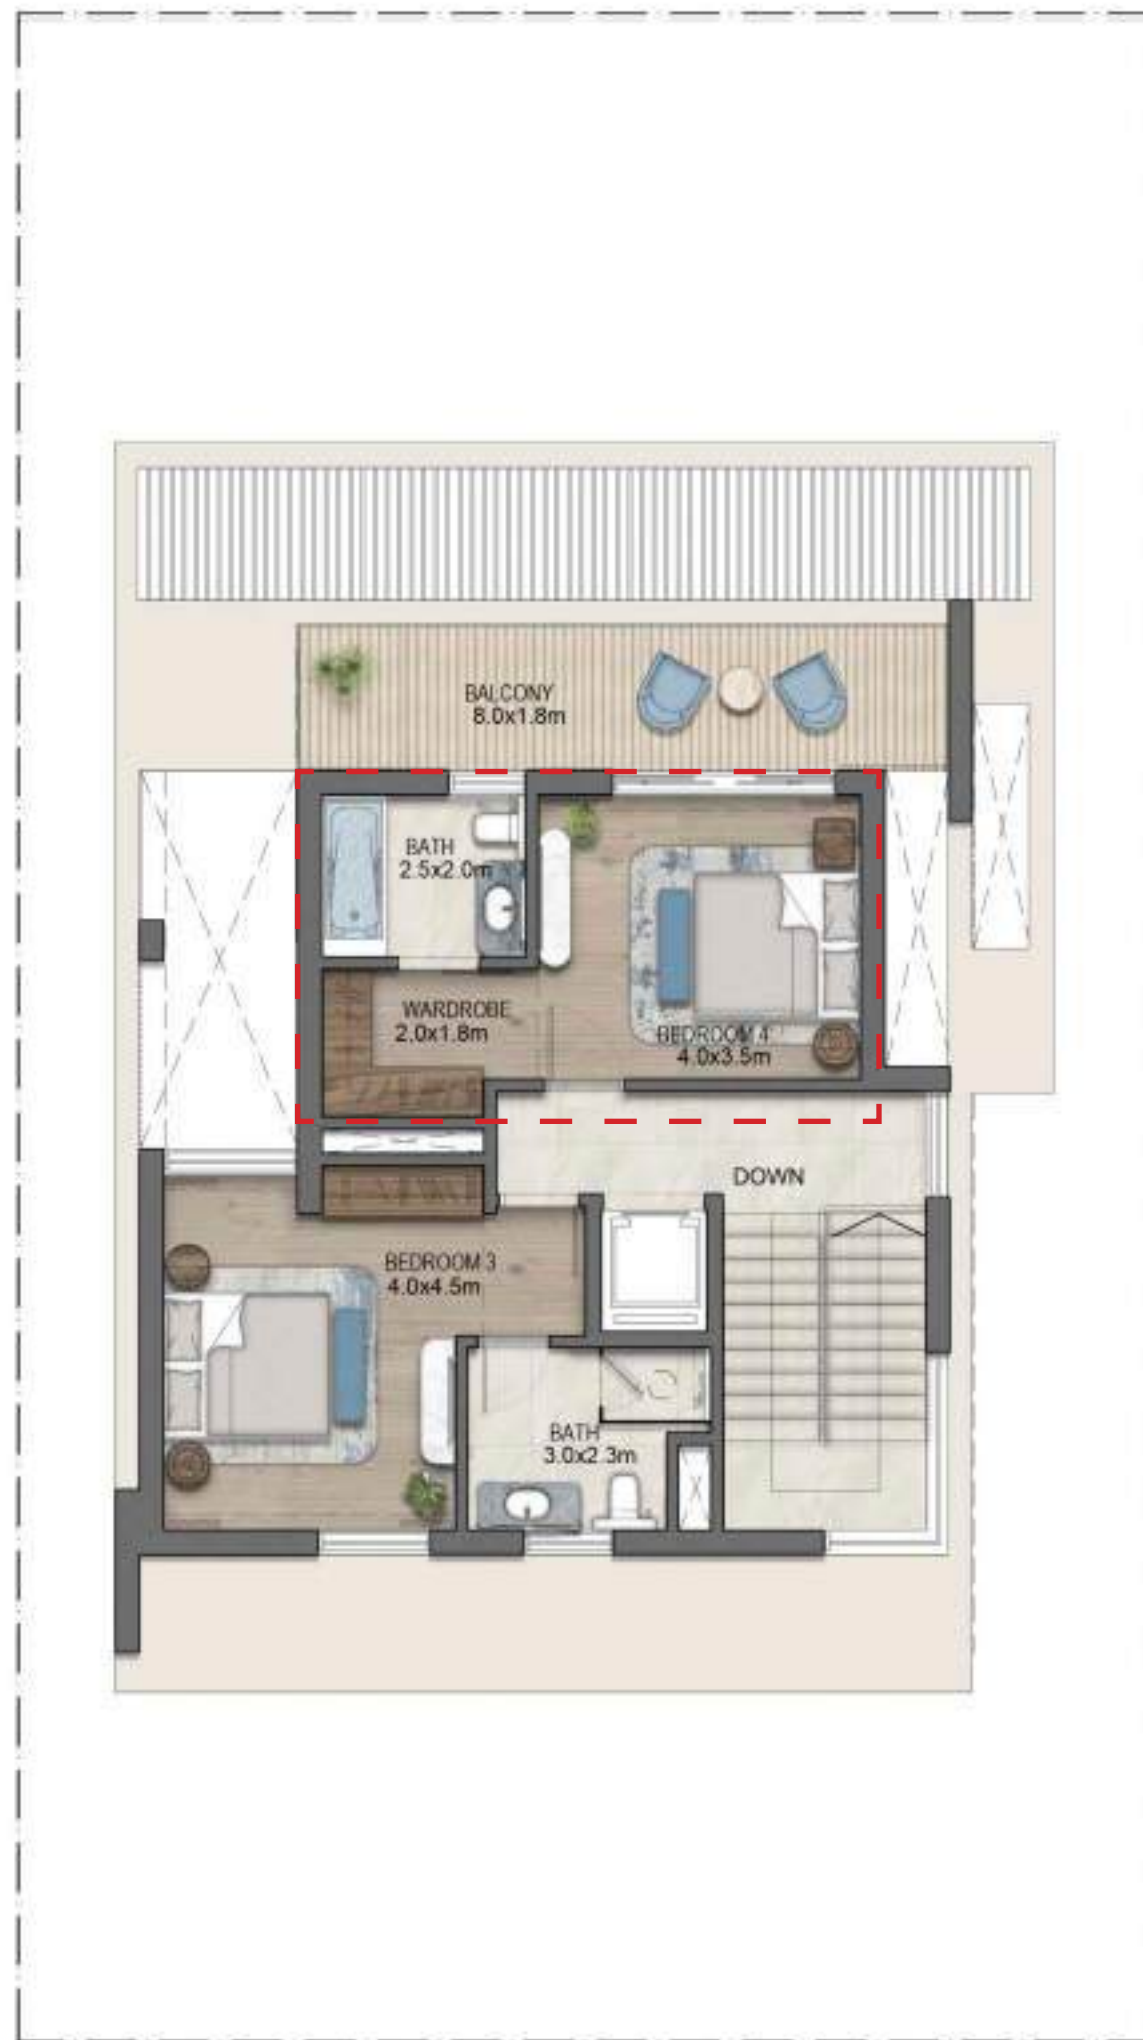 BALCONY
8.0x1.8m
BATH
2.5x2.0m
WARDROBE
2.0x1.8m
BEDROOM 4
4.0x3.5m
DOWN
BEDROOM 3
4.0x4.5m
BATH
3.0x2.3m